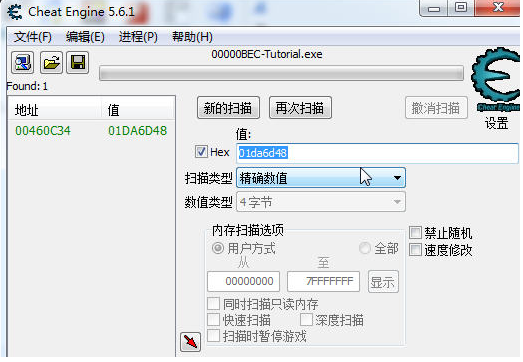 Cheat Engine 5.6.1
文件(F) 编辑(E) 进程(P) 帮助(H)
00000BEC-Tutorial.exe
Found:1
地址 值
00460C34 01DA6D48
新的扫描 再次扫描 撤消扫描
Cheat Engine
设置
值:
Hex 01da6d48
扫描类型 精确数值
数值类型 4 字节
内存扫描选项
用户方式 全部
从 至
00000000 7FFFFFFF 显示
同时扫描只读内存
快速扫描 深度扫描
扫描时暂停游戏
禁止随机
速度修改